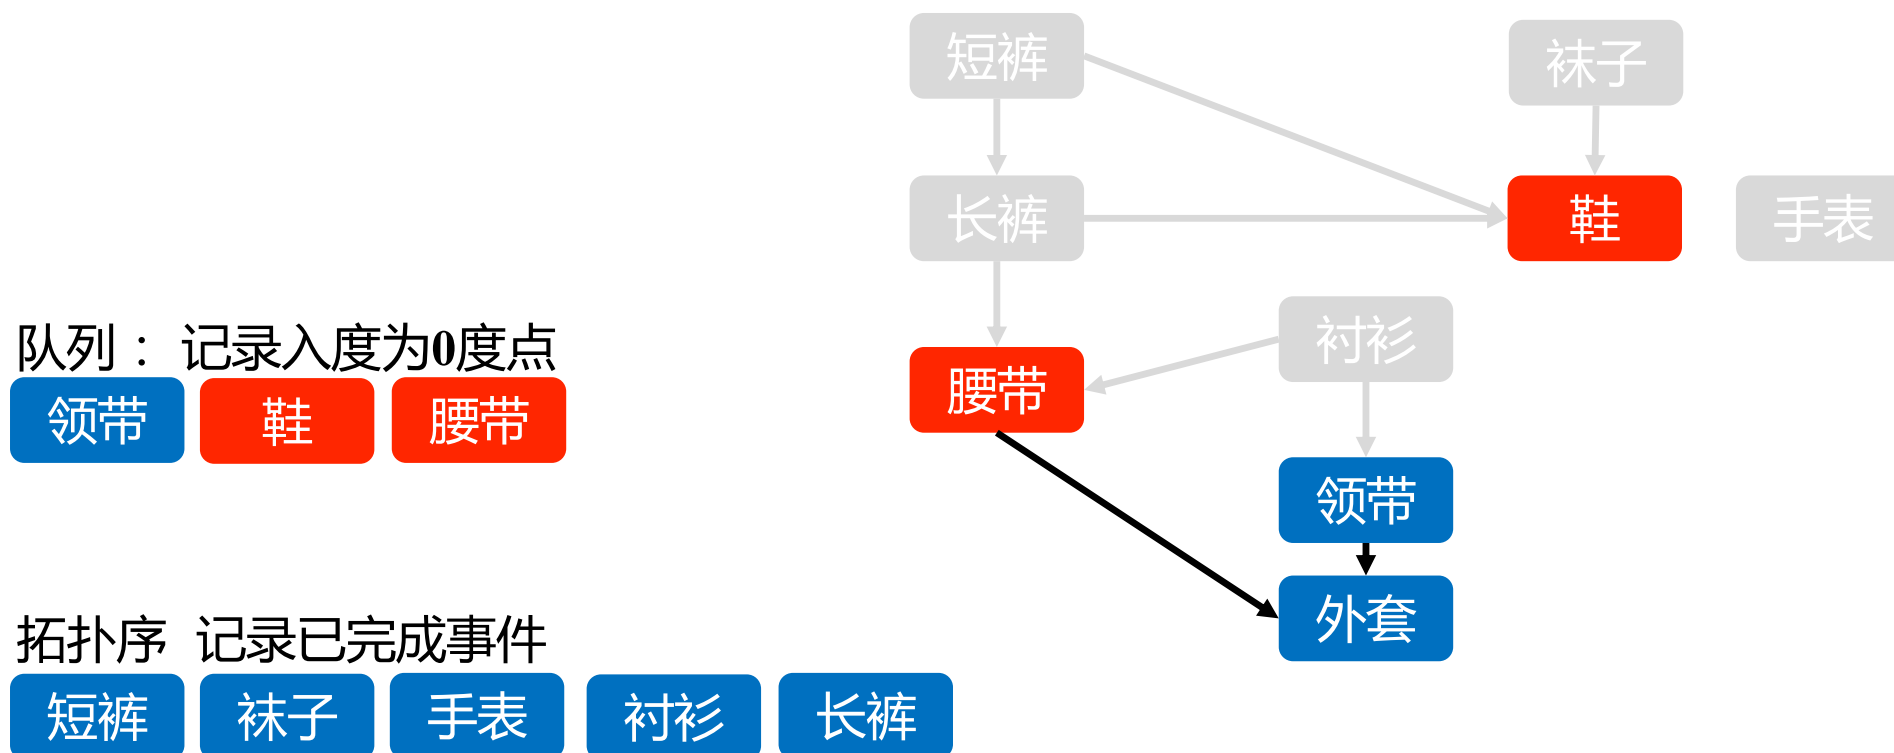 短裤
袜子
长裤
鞋
手表
衬衫
队列： 记录入度为0度点
腰带
领带
鞋
腰带
领带
外套
拓扑序 记录已完成事件
短裤
袜子
手表
衬衫
长裤